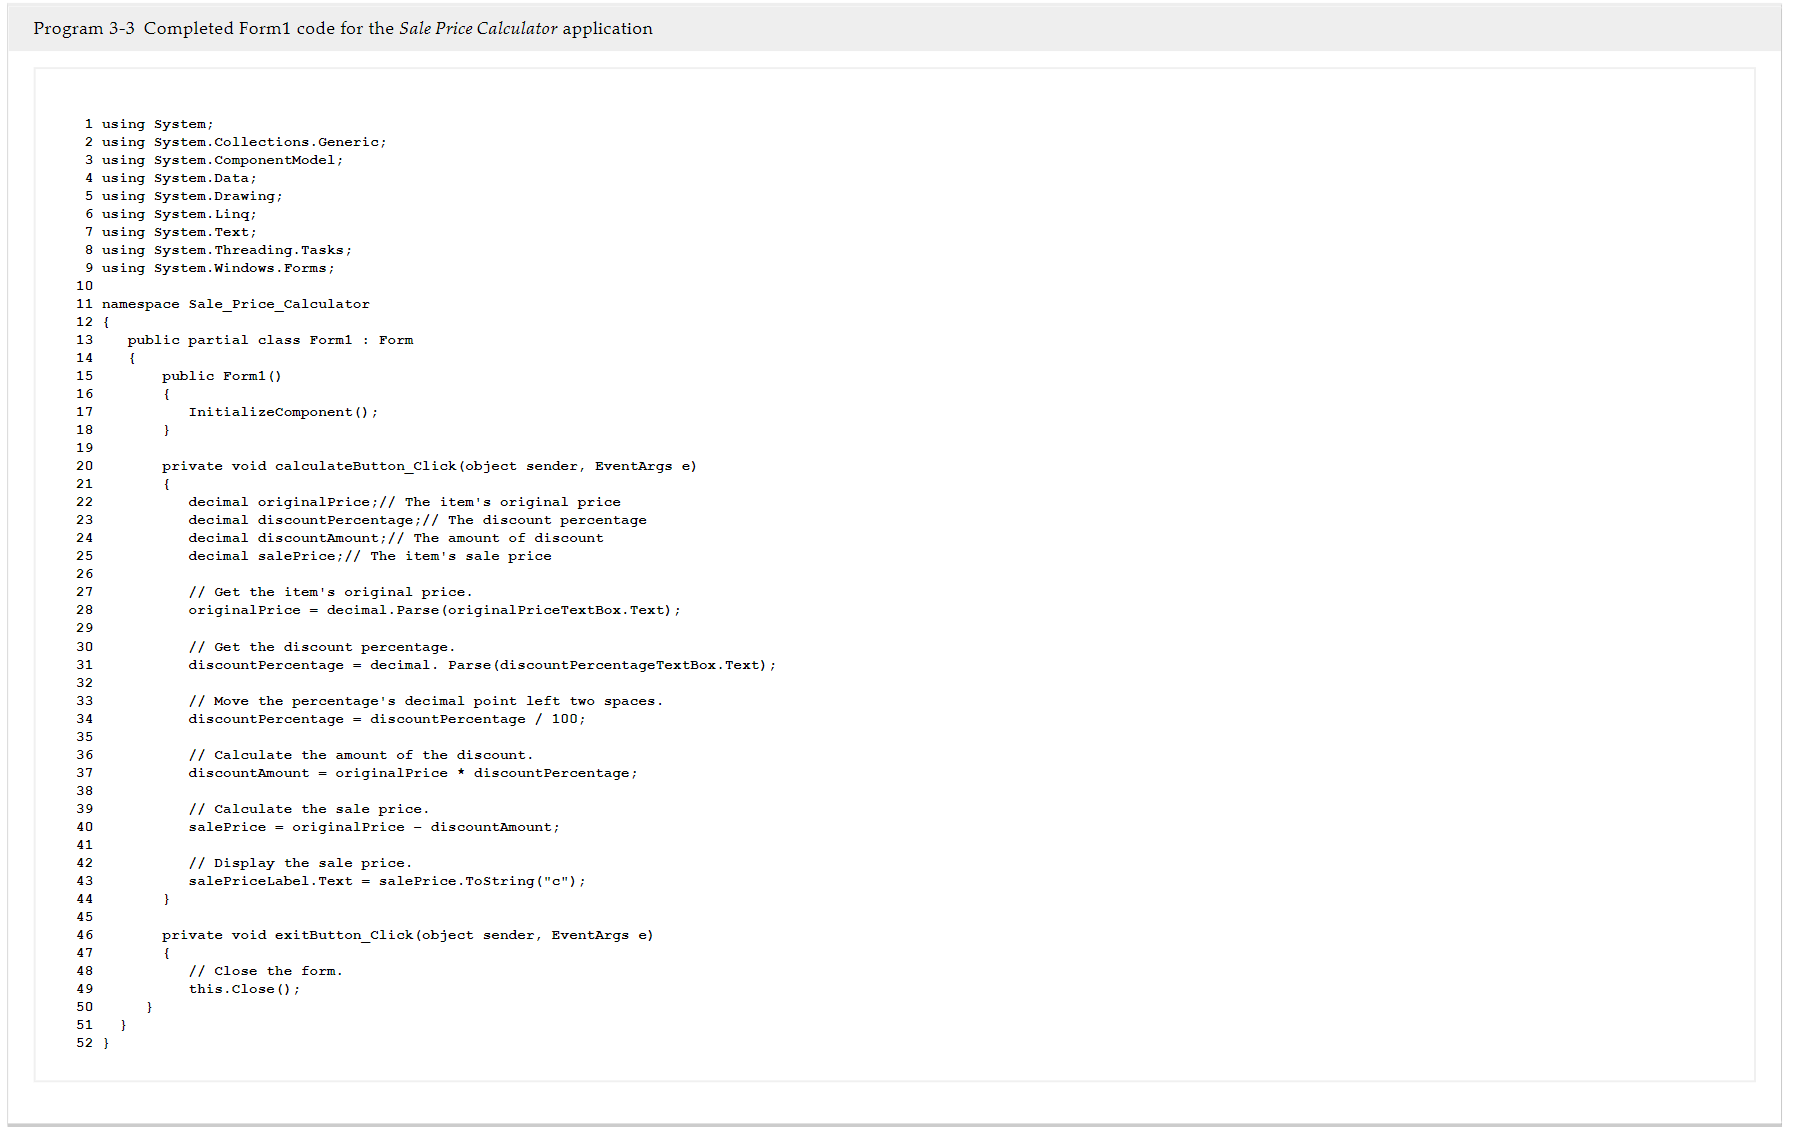 Program 3-3 Completed Form1 code for the Sale Price Calculator application
1 using System;
2 using System.Collections.Generic;
3 using System.ComponentModel;
4 using System.Data;
5 using System.Drawing;
6 using System.Linq;
7 using System.Text;
8 using System.Threading.Tasks;
9 using System.Windows.Forms;
10
11 namespace Sale_Price_Calculator
12 {
13    public partial class Form1 : Form
14    {
15        public Form1()
16        {
17           InitializeComponent();
18        }
19
20        private void calculateButton_Click(object sender, EventArgs e)
21        {
22           decimal originalPrice;// The item's original price
23           decimal discountPercentage;// The discount percentage
24           decimal discountAmount;// The amount of discount
25           decimal salePrice;// The item's sale price
26
27           // Get the item's original price.
28           originalPrice = decimal.Parse(originalPriceTextBox.Text);
29
30           // Get the discount percentage.
31           discountPercentage = decimal. Parse(discountPercentageTextBox.Text);
32
33           // Move the percentage's decimal point left two spaces.
34           discountPercentage = discountPercentage / 100;
35
36           // Calculate the amount of the discount.
37           discountAmount = originalPrice * discountPercentage;
38
39           // Calculate the sale price.
40           salePrice = originalPrice − discountAmount;
41
42           // Display the sale price.
43           salePriceLabel.Text = salePrice.ToString("c");
44        }
45
46        private void exitButton_Click(object sender, EventArgs e)
47        {
48           // Close the form.
49           this.Close();
50      }
51   }
52 }